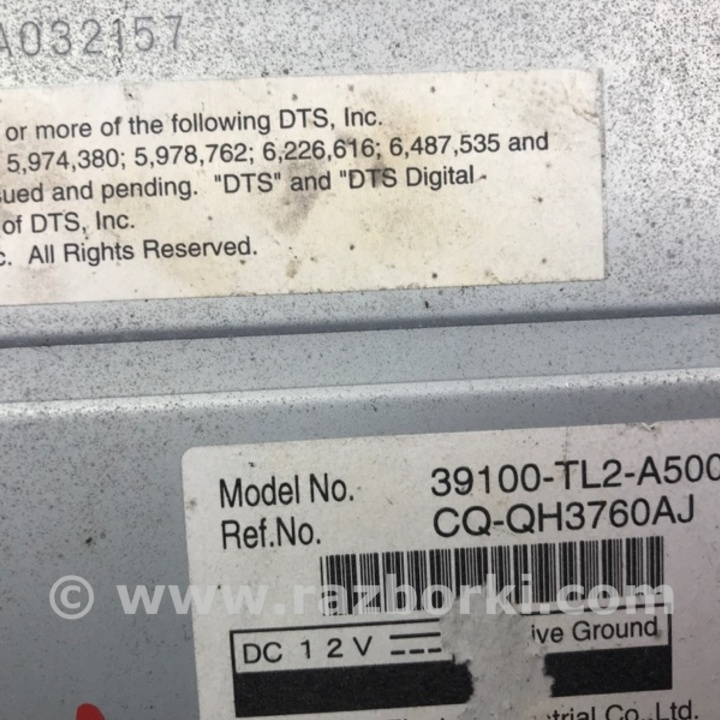 A032157
or more of the following DTS, Inc.
5,974,380; 5,978,762; 6,226,616; 6,487,535 and
sued and pending. "DTS" and "DTS Digital
of DTS, Inc.
c. All Rights Reserved.
Model No. 39100-TL2-A500
Ref.No. CQ-QH3760AJ
© www.razborki.com
DC 12V ive Ground
trial Co.,Ltd.